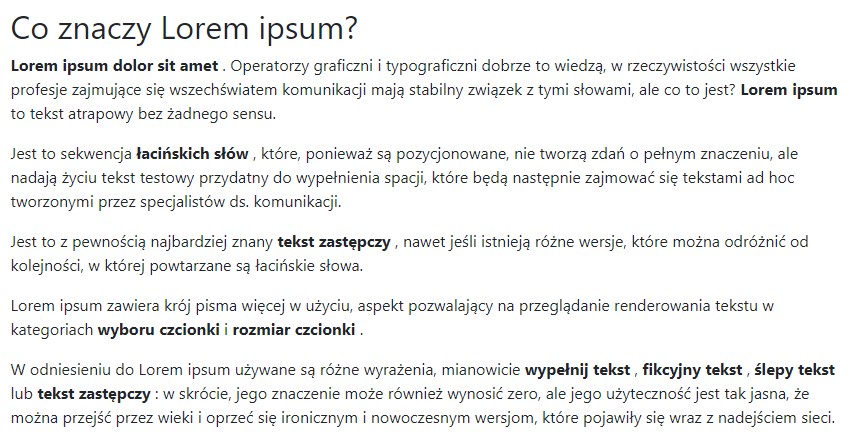 Co znaczy Lorem ipsum?
Lorem ipsum dolor sit amet . Operatorzy graficzni i typograficzni dobrze to wiedzą, w rzeczywistości wszystkie
profesje zajmujące się wszechświatem komunikacji mają stabilny związek z tymi słowami, ale co to jest? Lorem ipsum
to tekst atrapowy bez żadnego sensu.
Jest to sekwencja łacińskich słów , które, ponieważ są pozycjonowane, nie tworzą zdań o pełnym znaczeniu, ale
nadają życiu tekst testowy przydatny do wypełnienia spacji, które będą następnie zajmować się tekstami ad hoc
tworzonymi przez specjalistów ds. komunikacji.
Jest to z pewnością najbardziej znany tekst zastępczy , nawet jeśli istnieją różne wersje, które można odróżnić od
kolejności, w której powtarzane są łacińskie słowa.
Lorem ipsum zawiera krój pisma więcej w użyciu, aspekt pozwalający na przeglądanie renderowania tekstu w
kategoriach wyboru czcionki i rozmiar czcionki .
W odniesieniu do Lorem ipsum używane są różne wyrażenia, mianowicie wypełnij tekst , fikcyjny tekst , ślepy tekst
lub tekst zastępczy : w skrócie, jego znaczenie może również wynosić zero, ale jego użyteczność jest tak jasna, że
można przejść przez wieki i oprzeć się ironicznym i nowoczesnym wersjom, które pojawiły się wraz z nadejściem sieci.